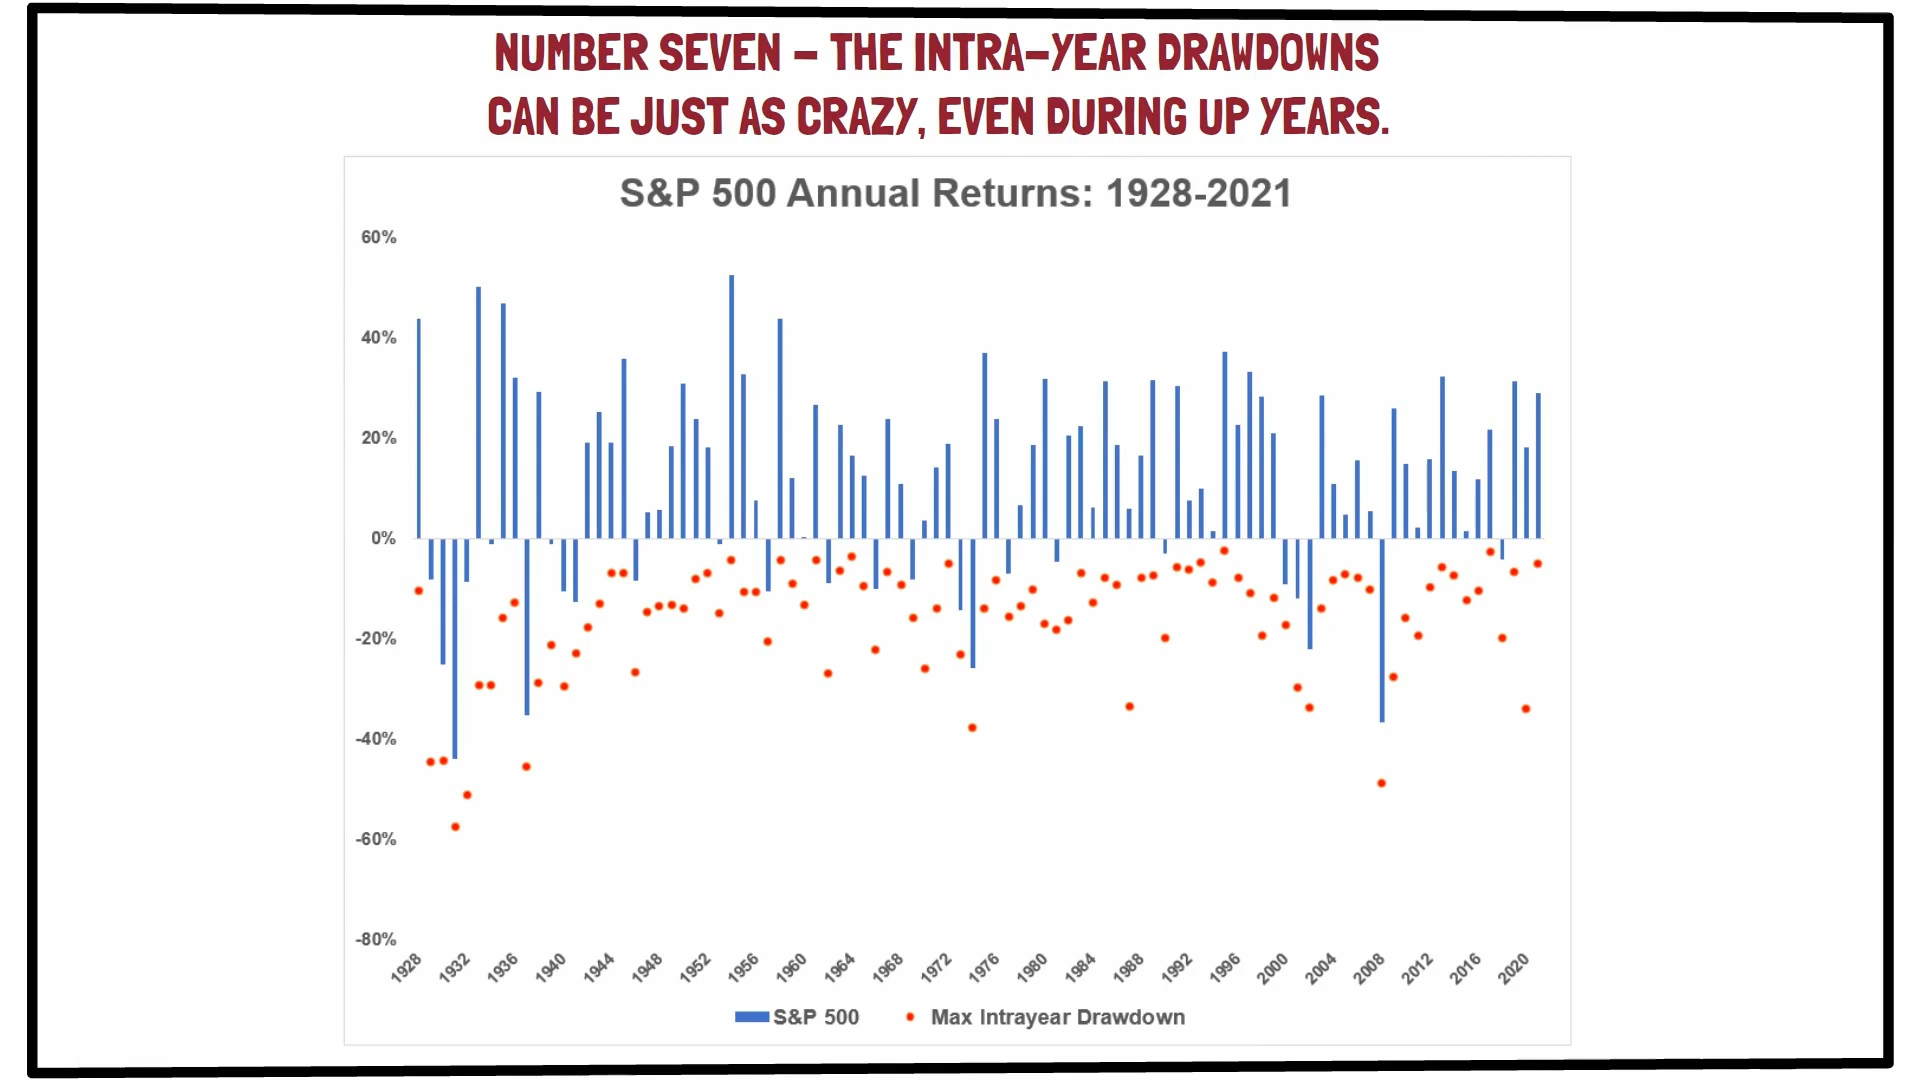 NUMBER SEVEN – THE INTRA–YEAR DRAWDOWNS
CAN BE JUST AS CRAZY, EVEN DURING UP YEARS.
S&P 500 Annual Returns: 1928-2021
60%
40%
20%
0%
-20%
-40%
-60%
-80%
1928 1932 1936 1940 1944 1948 1952 1956 1960 1964 1968 1972 1976 1980 1984 1988 1992 1996 2000 2004 2008 2012 2016 2020
S&P 500 Max Intrayear Drawdown